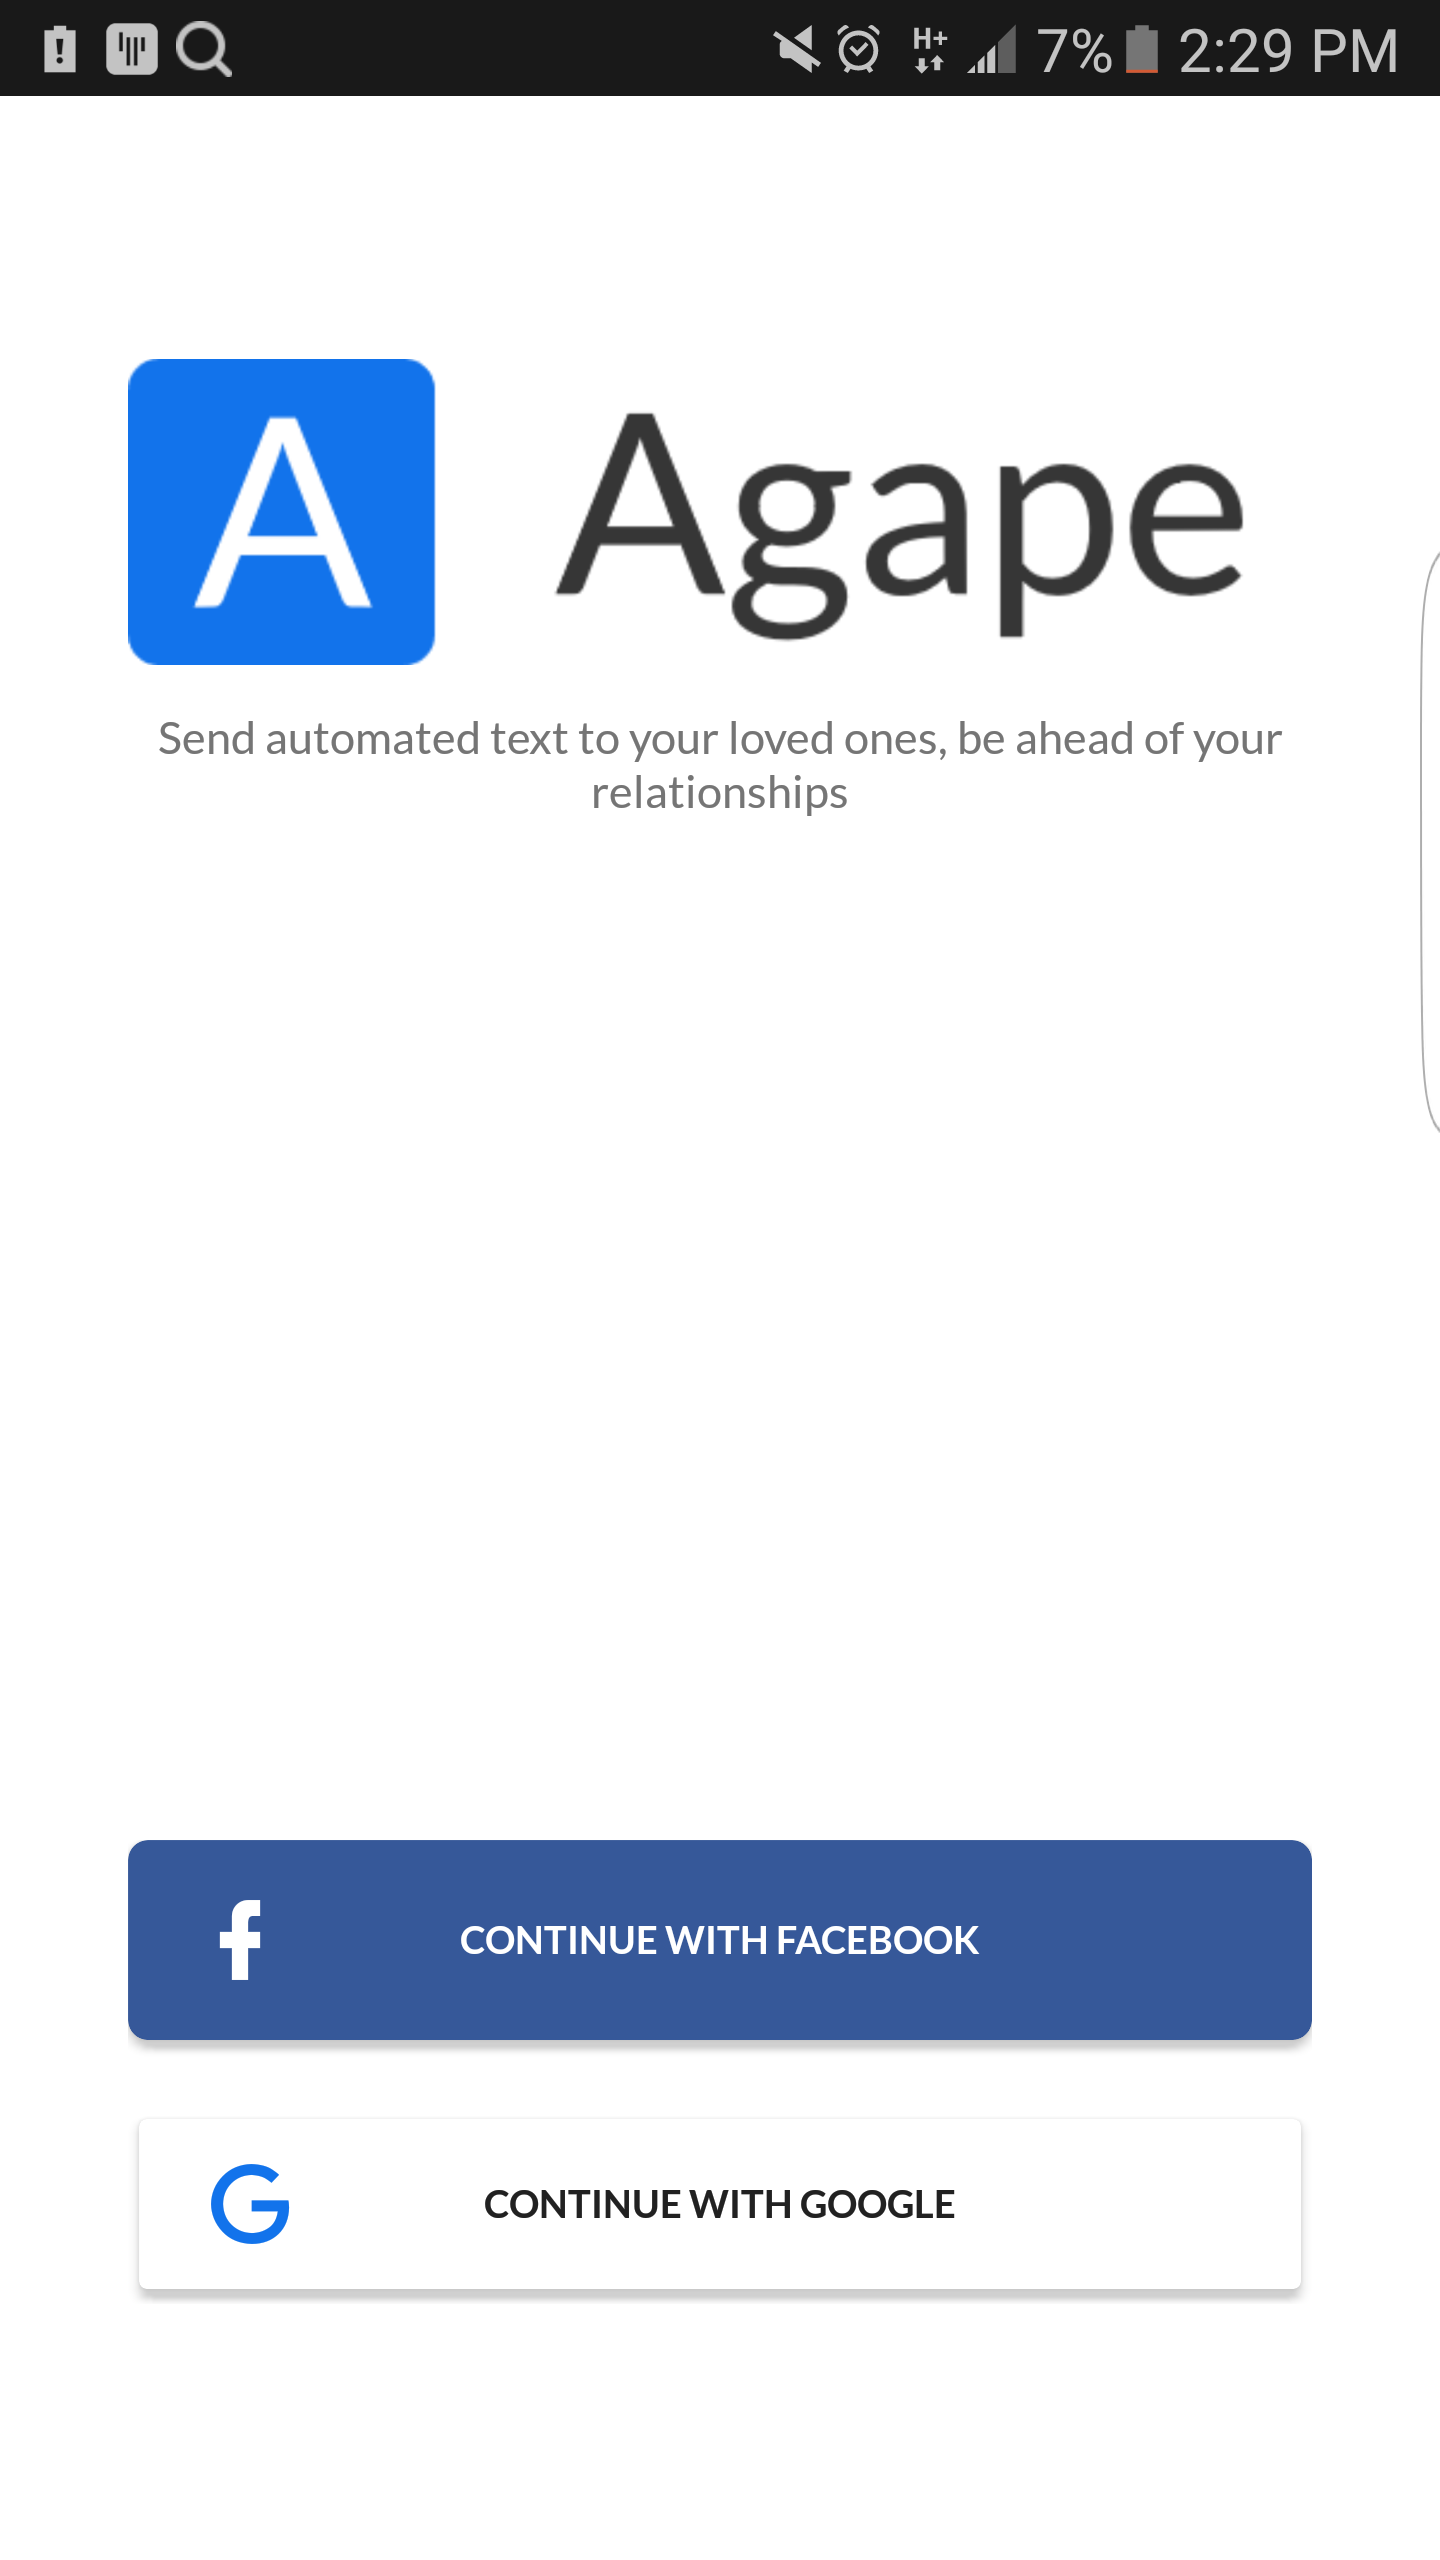 H+ 7% 2:29 PM
A Agape
Send automated text to your loved ones, be ahead of your
relationships
CONTINUE WITH FACEBOOK
CONTINUE WITH GOOGLE